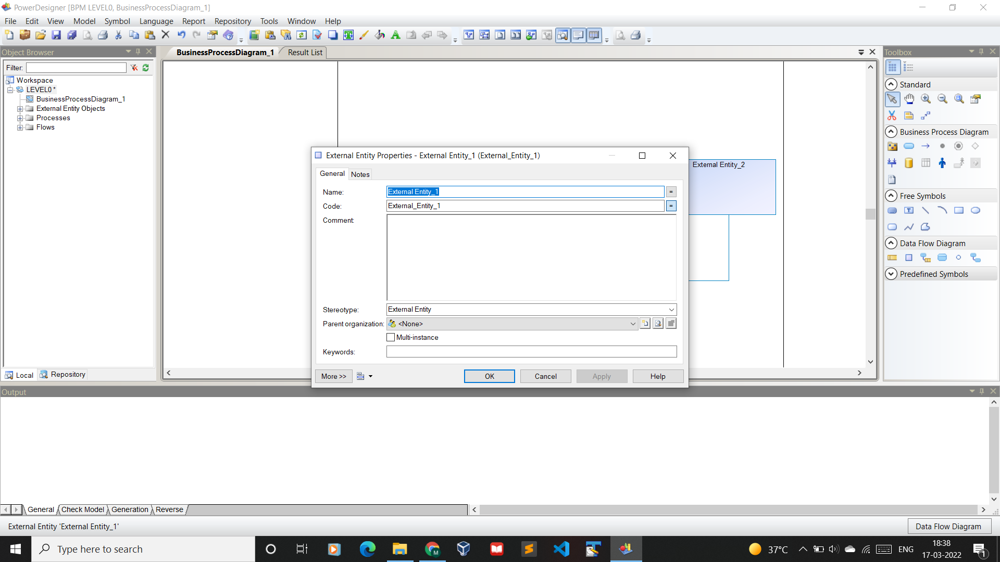 PowerDesigner [BPM LEVEL0, BusinessProcessDiagram_1]
File Edit View Model Symbol Language Report Repository Tools Window Help
Object Browser
BusinessProcessDiagram_1 Result List
Toolbox
Filter:
Workspace
LEVEL0 *
BusinessProcessDiagram_1
External Entity Objects
Processes
Flows
Local Repository
External Entity_2
External Entity Properties - External Entity_1 (External_Entity_1)
General Notes
Name: External Entity_1 =
Code: External_Entity_1 =
Comment:
Stereotype: External Entity
Parent organization: <None>
Multi-instance
Keywords:
More >> OK Cancel Apply Help
Standard
Business Process Diagram
Free Symbols
Data Flow Diagram
Predefined Symbols
Output
General Check Model Generation Reverse
External Entity 'External Entity_1'
Data Flow Diagram
Type here to search
37°C
ENG
18:38
17-03-2022
1